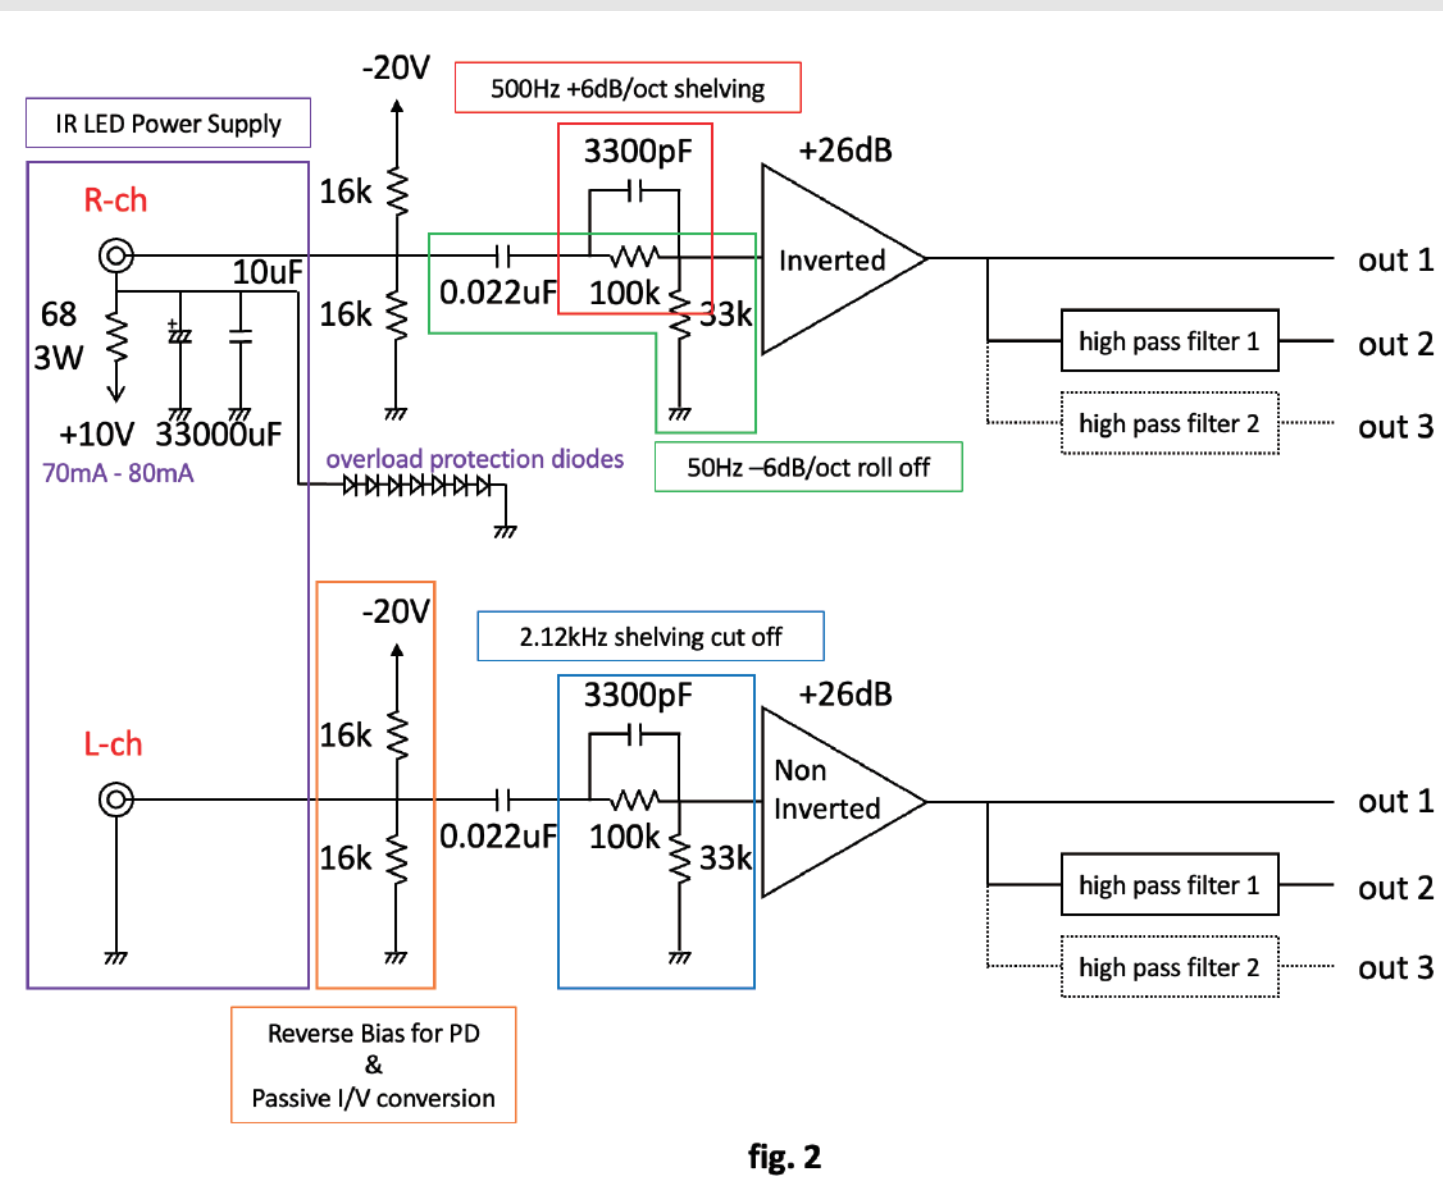 -20V
500Hz +6dB/oct shelving
IR LED Power Supply
3300pF
+26dB
R-ch
16k
10uF
Inverted
out 1
0.022uF
100k
33k
68
3W
16k
high pass filter 1
out 2
+10V
33000uF
high pass filter 2
out 3
70mA - 80mA
overload protection diodes
50Hz –6dB/oct roll off
-20V
2.12kHz shelving cut off
3300pF
+26dB
L-ch
16k
Non
Inverted
out 1
0.022uF
100k
16k
33k
high pass filter 1
out 2
high pass filter 2
out 3
Reverse Bias for PD
&
Passive I/V conversion
fig. 2